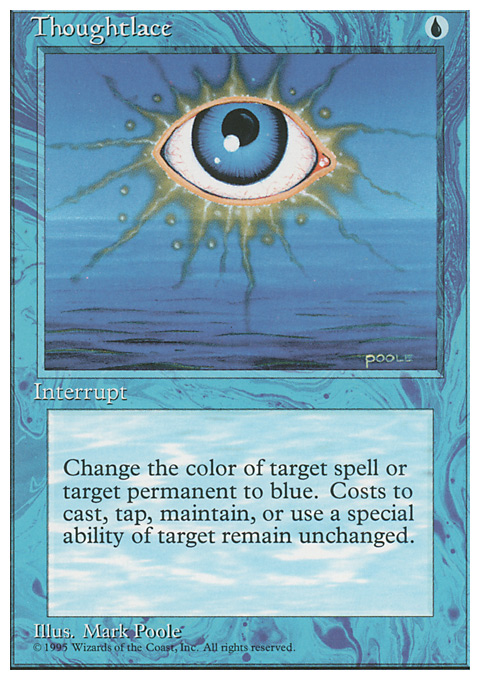 Thoughtlace
POOLE
Interrupt
Change the color of target spell or
target permanent to blue. Costs to
cast, tap, maintain, or use a special
ability of target remain unchanged.
Illus. Mark Poole
© 1995 Wizards of the Coast, Inc. All rights reserved.